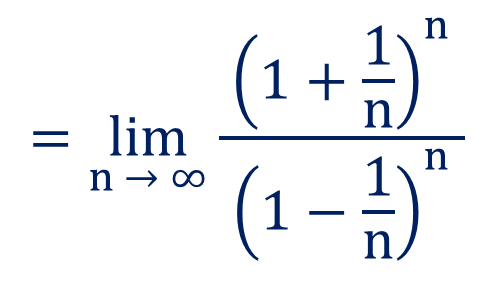 = lim n → ∞ (1 + 1/n)^n / (1 − 1/n)^n